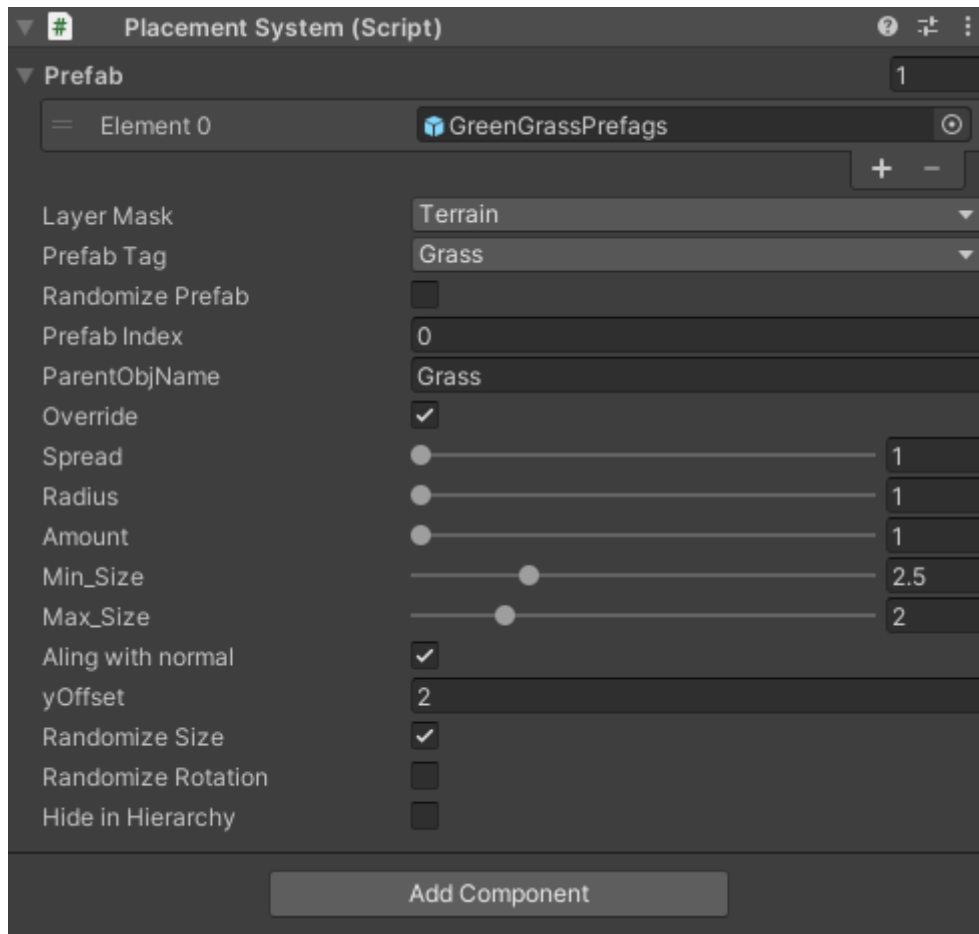 # Placement System (Script)
Prefab 1
Element 0 GreenGrassPrefags
+ −
Layer Mask Terrain
Prefab Tag Grass
Randomize Prefab
Prefab Index 0
ParentObjName Grass
Override
Spread 1
Radius 1
Amount 1
Min_Size 2.5
Max_Size 2
Aling with normal
yOffset 2
Randomize Size
Randomize Rotation
Hide in Hierarchy
Add Component